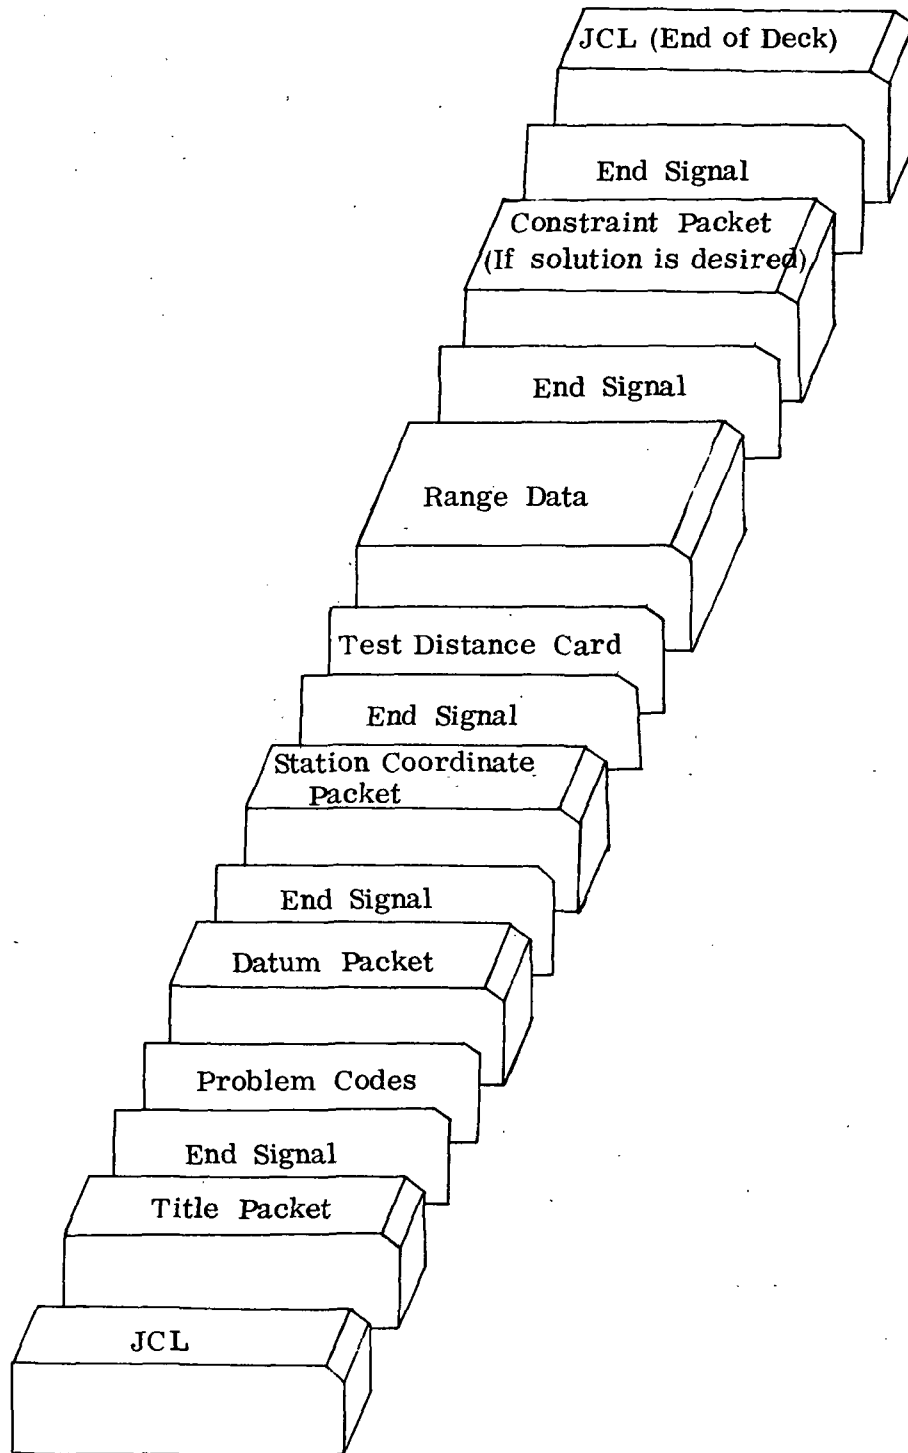 JCL (End of Deck)
End Signal
Constraint Packet
(If solution is desired)
End Signal
Range Data
Test Distance Card
End Signal
Station Coordinate
Packet
End Signal
Datum Packet
Problem Codes
End Signal
Title Packet
JCL